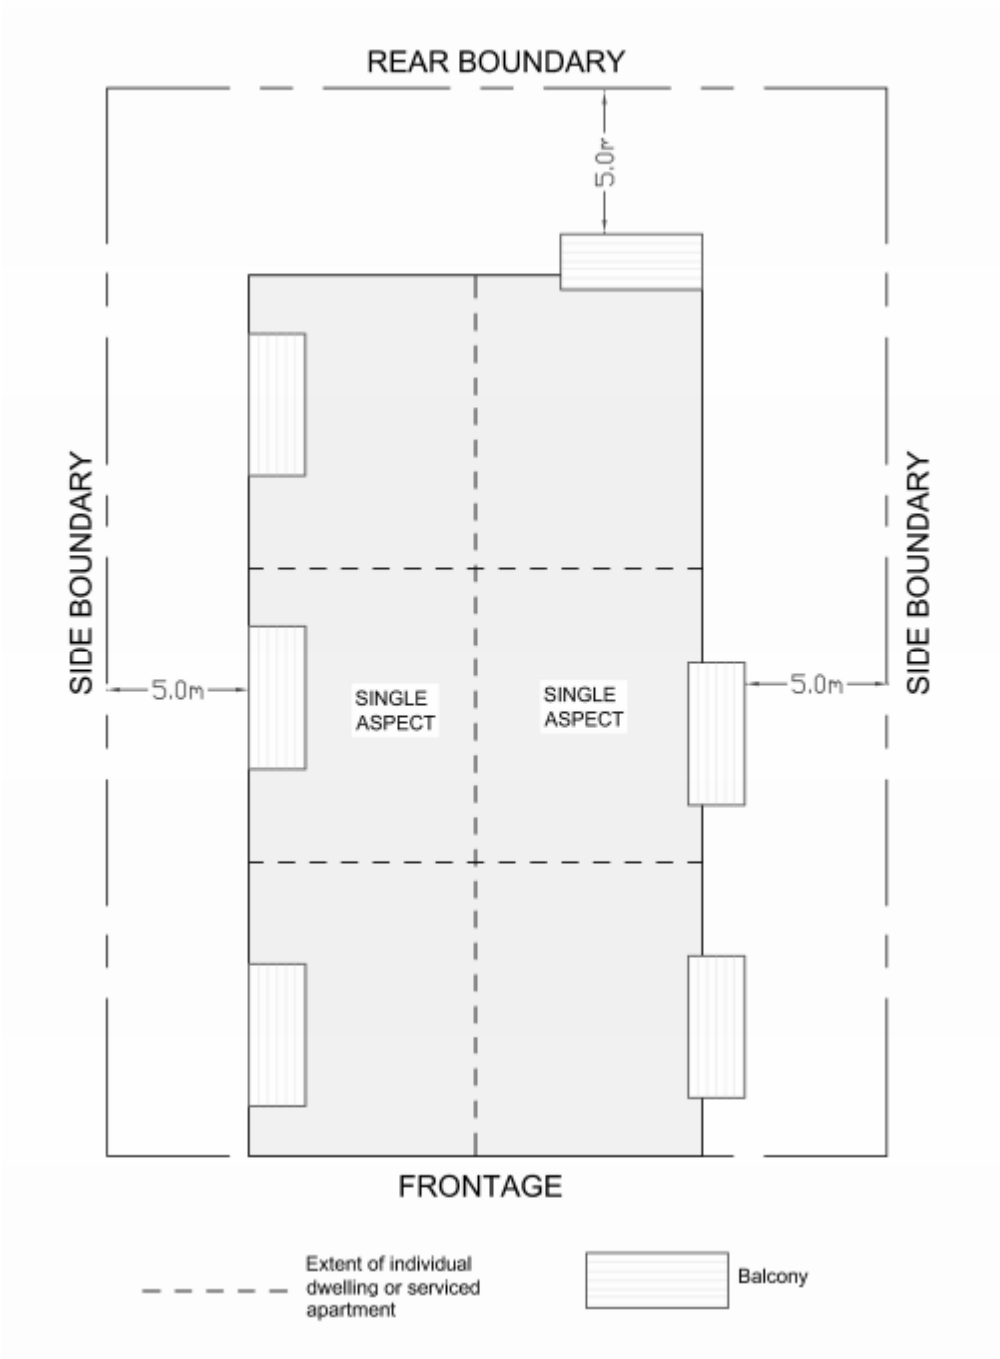 REAR BOUNDARY
5.0m
SIDE BOUNDARY
SIDE BOUNDARY
5.0m
5.0m
SINGLE
ASPECT
SINGLE
ASPECT
FRONTAGE
Extent of individual
dwelling or serviced
apartment
Balcony